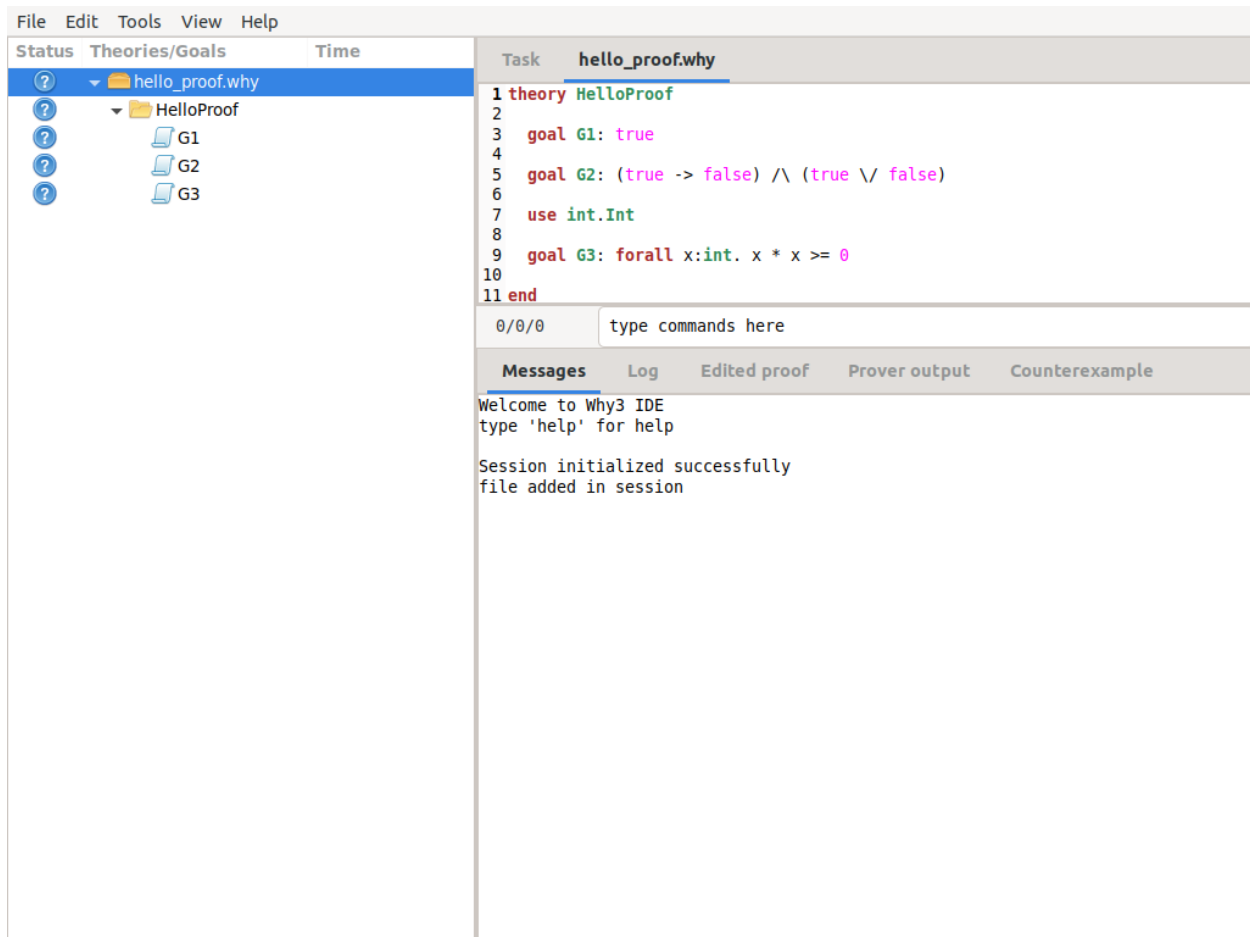 File Edit Tools View Help
Status Theories/Goals Time
hello_proof.why
HelloProof
G1
G2
G3
Task hello_proof.why
1 theory HelloProof
2
3 goal G1: true
4
5 goal G2: (true -> false) /\ (true \/ false)
6
7 use int.Int
8
9 goal G3: forall x:int. x * x >= 0
10
11 end
0/0/0 type commands here
Messages Log Edited proof Prover output Counterexample
Welcome to Why3 IDE
type 'help' for help
Session initialized successfully
file added in session